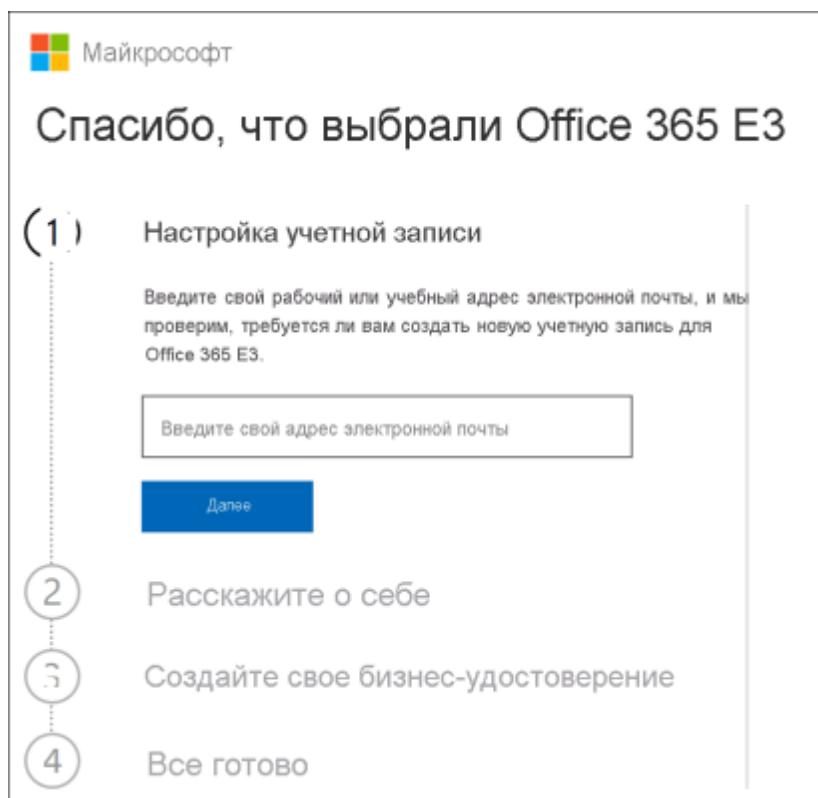 Майкрософт
Спасибо, что выбрали Office 365 E3
1
Настройка учетной записи
Введите свой рабочий или учебный адрес электронной почты, и мы
проверим, требуется ли вам создать новую учетную запись для
Office 365 E3.
Введите свой адрес электронной почты
Далее
2
Расскажите о себе
3
Создайте свое бизнес-удостоверение
4
Все готово